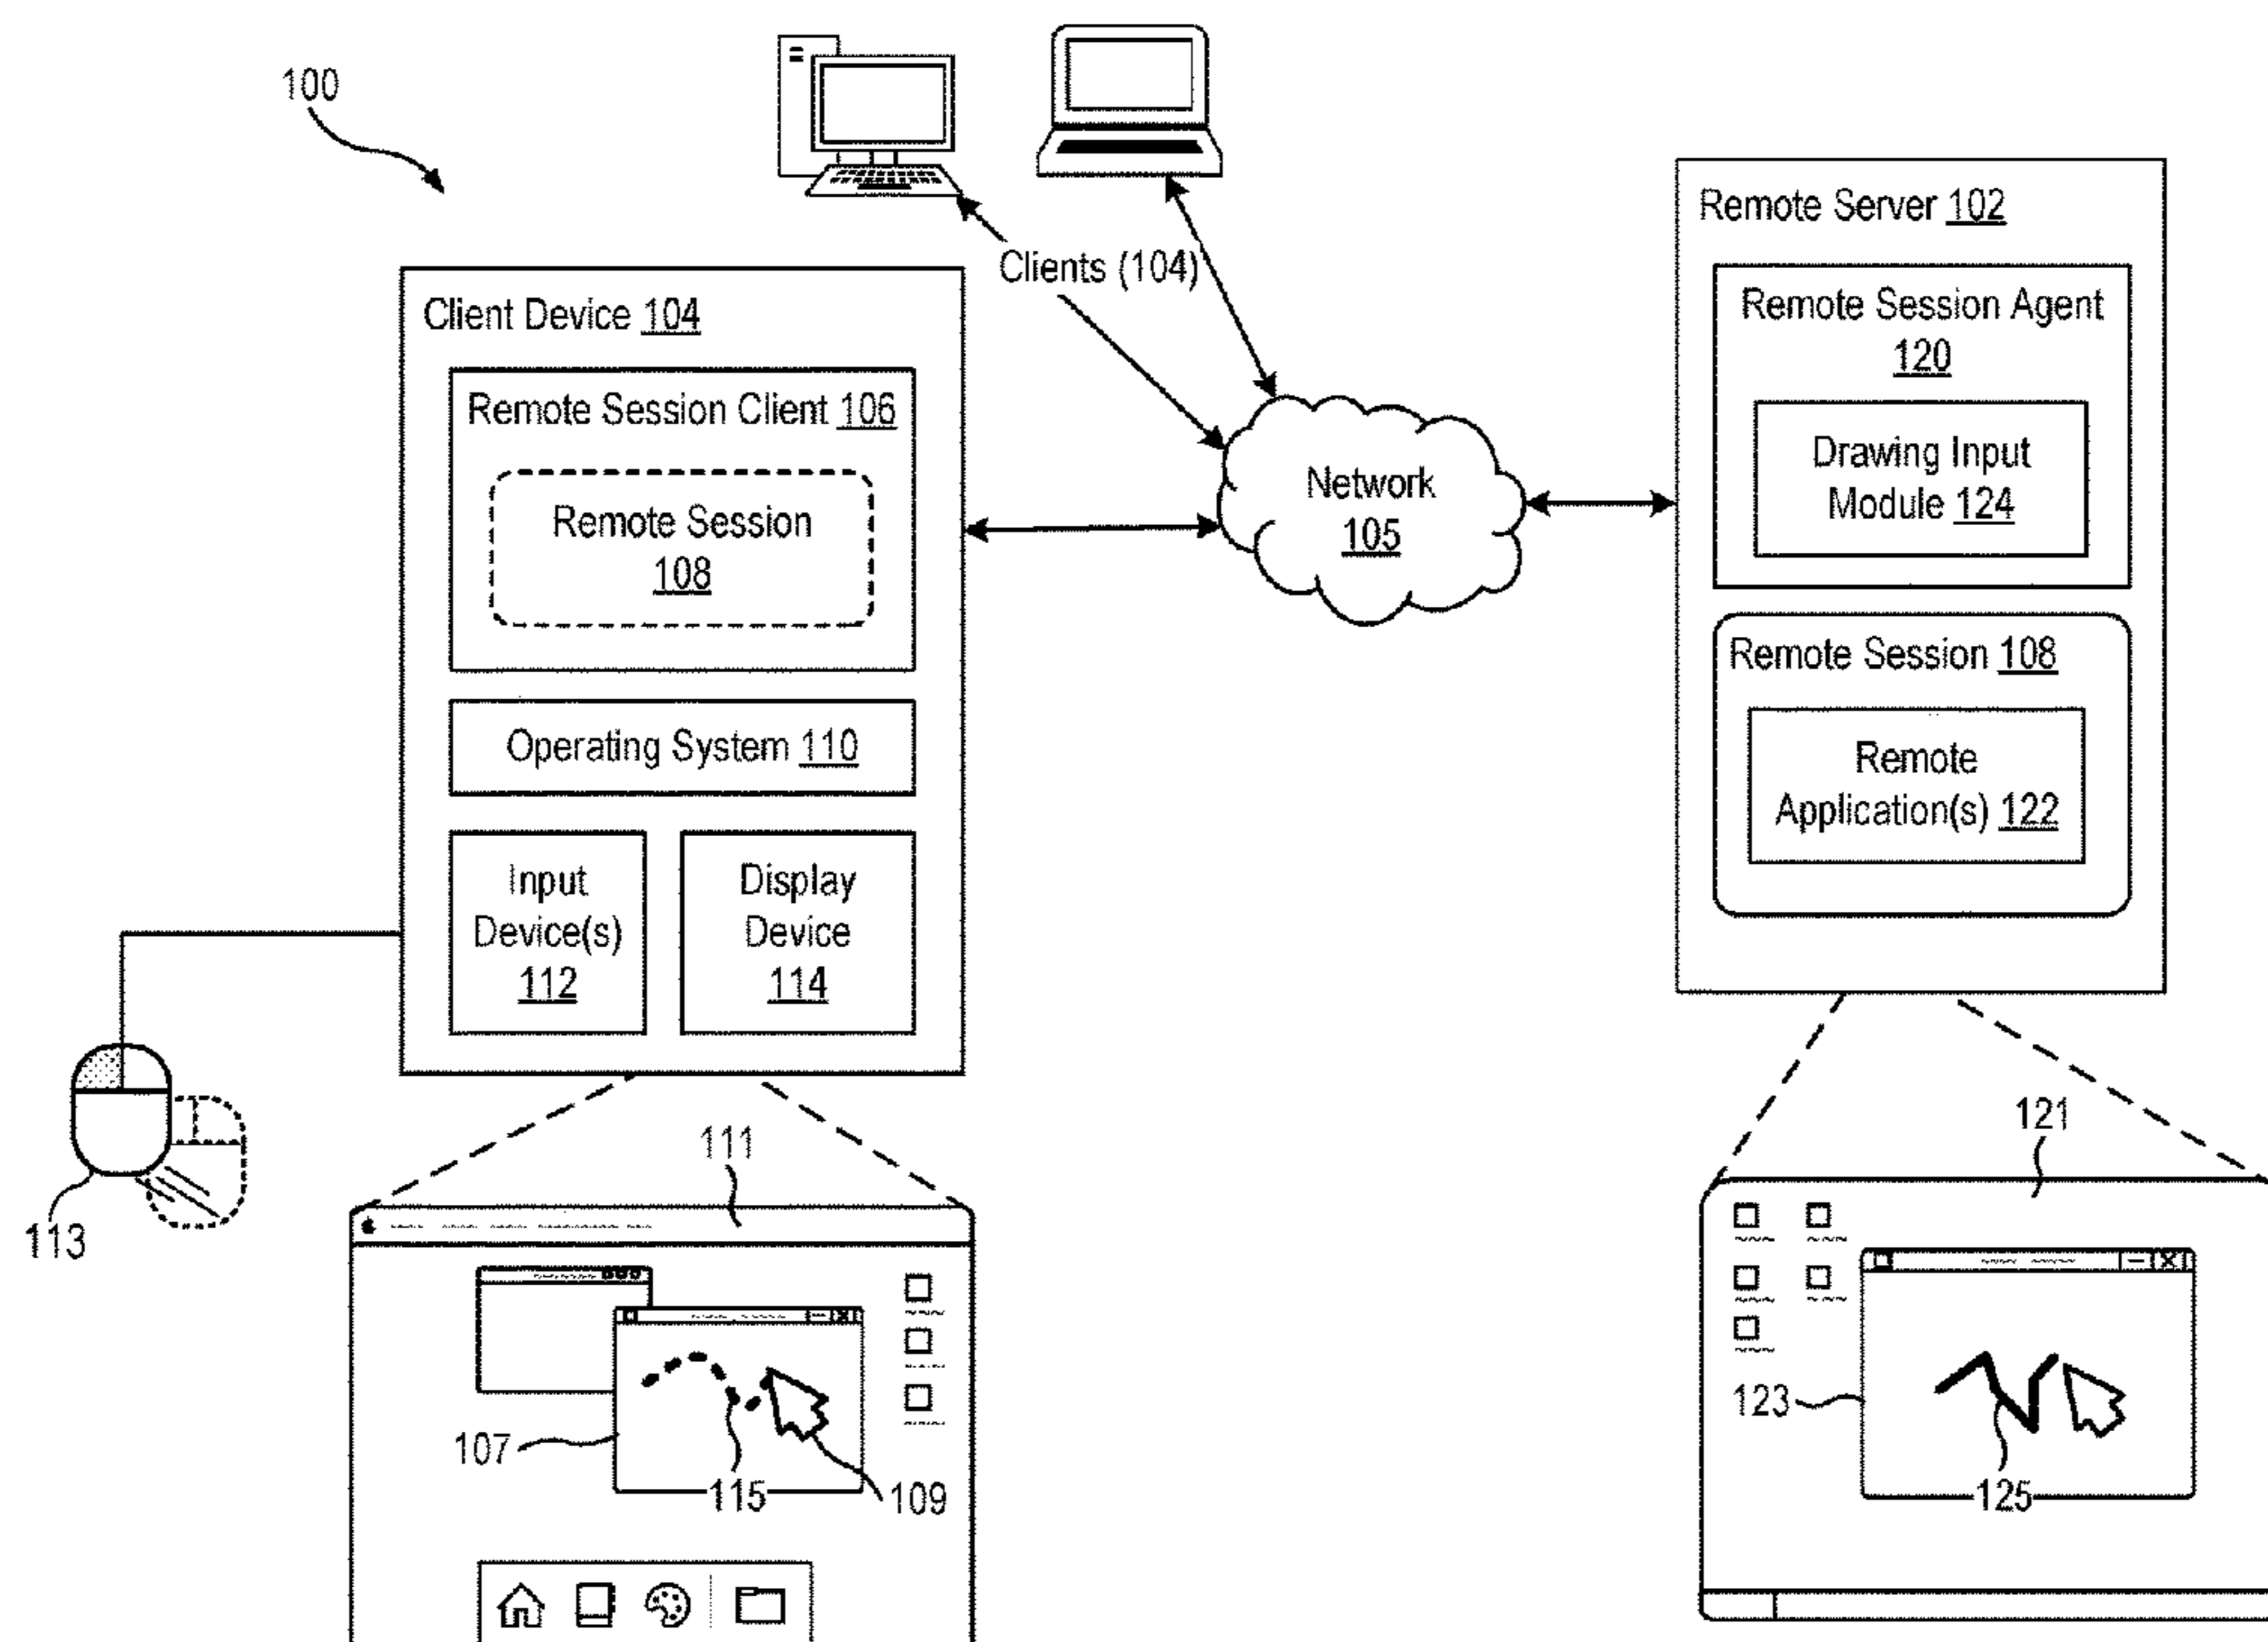 100
Clients (104)
Client Device 104
Remote Session Client 106
Remote Session
108
Operating System 110
Input
Device(s)
112
Display
Device
114
113
111
107
115
109
Network
105
Remote Server 102
Remote Session Agent
120
Drawing Input
Module 124
Remote Session 108
Remote
Application(s) 122
121
123
125